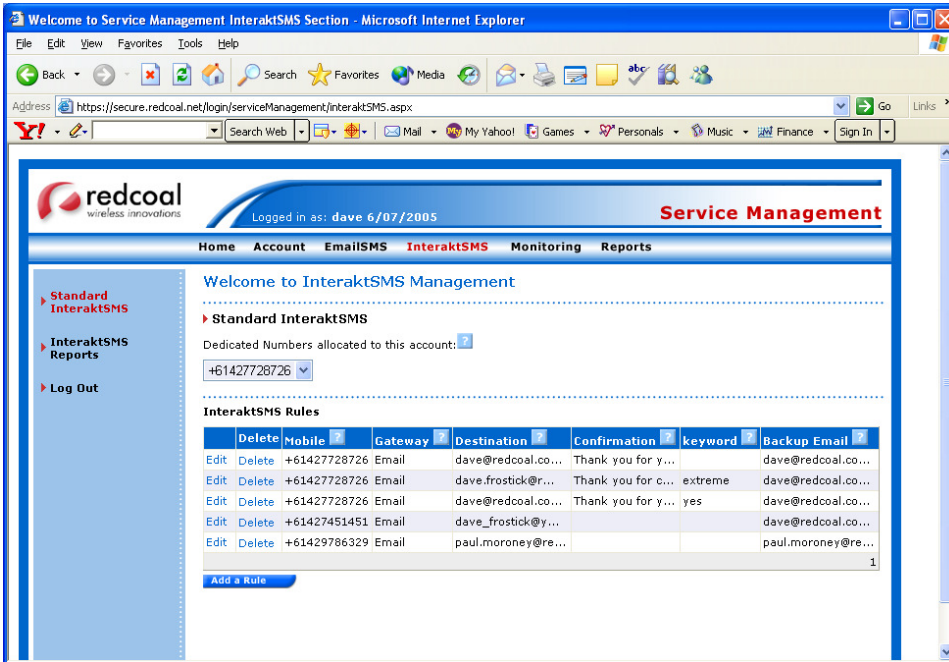 Welcome to Service Management InteraktSMS Section - Microsoft Internet Explorer
File Edit View Favorites Tools Help
Back Search Favorites Media
Address https://secure.redcoal.net/login/serviceManagement/interaktSMS.aspx Go Links »
Y! Search Web Mail My Yahoo! Games Personals Music Finance Sign In
redcoal
wireless innovations
Logged in as: dave 6/07/2005
Service Management
Home Account EmailSMS InteraktSMS Monitoring Reports
Standard
InteraktSMS
InteraktSMS
Reports
Log Out
Welcome to InteraktSMS Management
Standard InteraktSMS
Dedicated Numbers allocated to this account: ?
+61427728726
InteraktSMS Rules
Delete Mobile ? Gateway ? Destination ? Confirmation ? keyword ? Backup Email ?
Edit Delete +61427728726 Email dave@redcoal.co... Thank you for y... dave@redcoal.co...
Edit Delete +61427728726 Email dave.frostick@r... Thank you for c... extreme dave@redcoal.co...
Edit Delete +61427728726 Email dave@redcoal.co... Thank you for y... yes dave@redcoal.co...
Edit Delete +61427451451 Email dave_frostick@y... dave@redcoal.co...
Edit Delete +61429786329 Email paul.moroney@re... paul.moroney@re...
1
Add a Rule